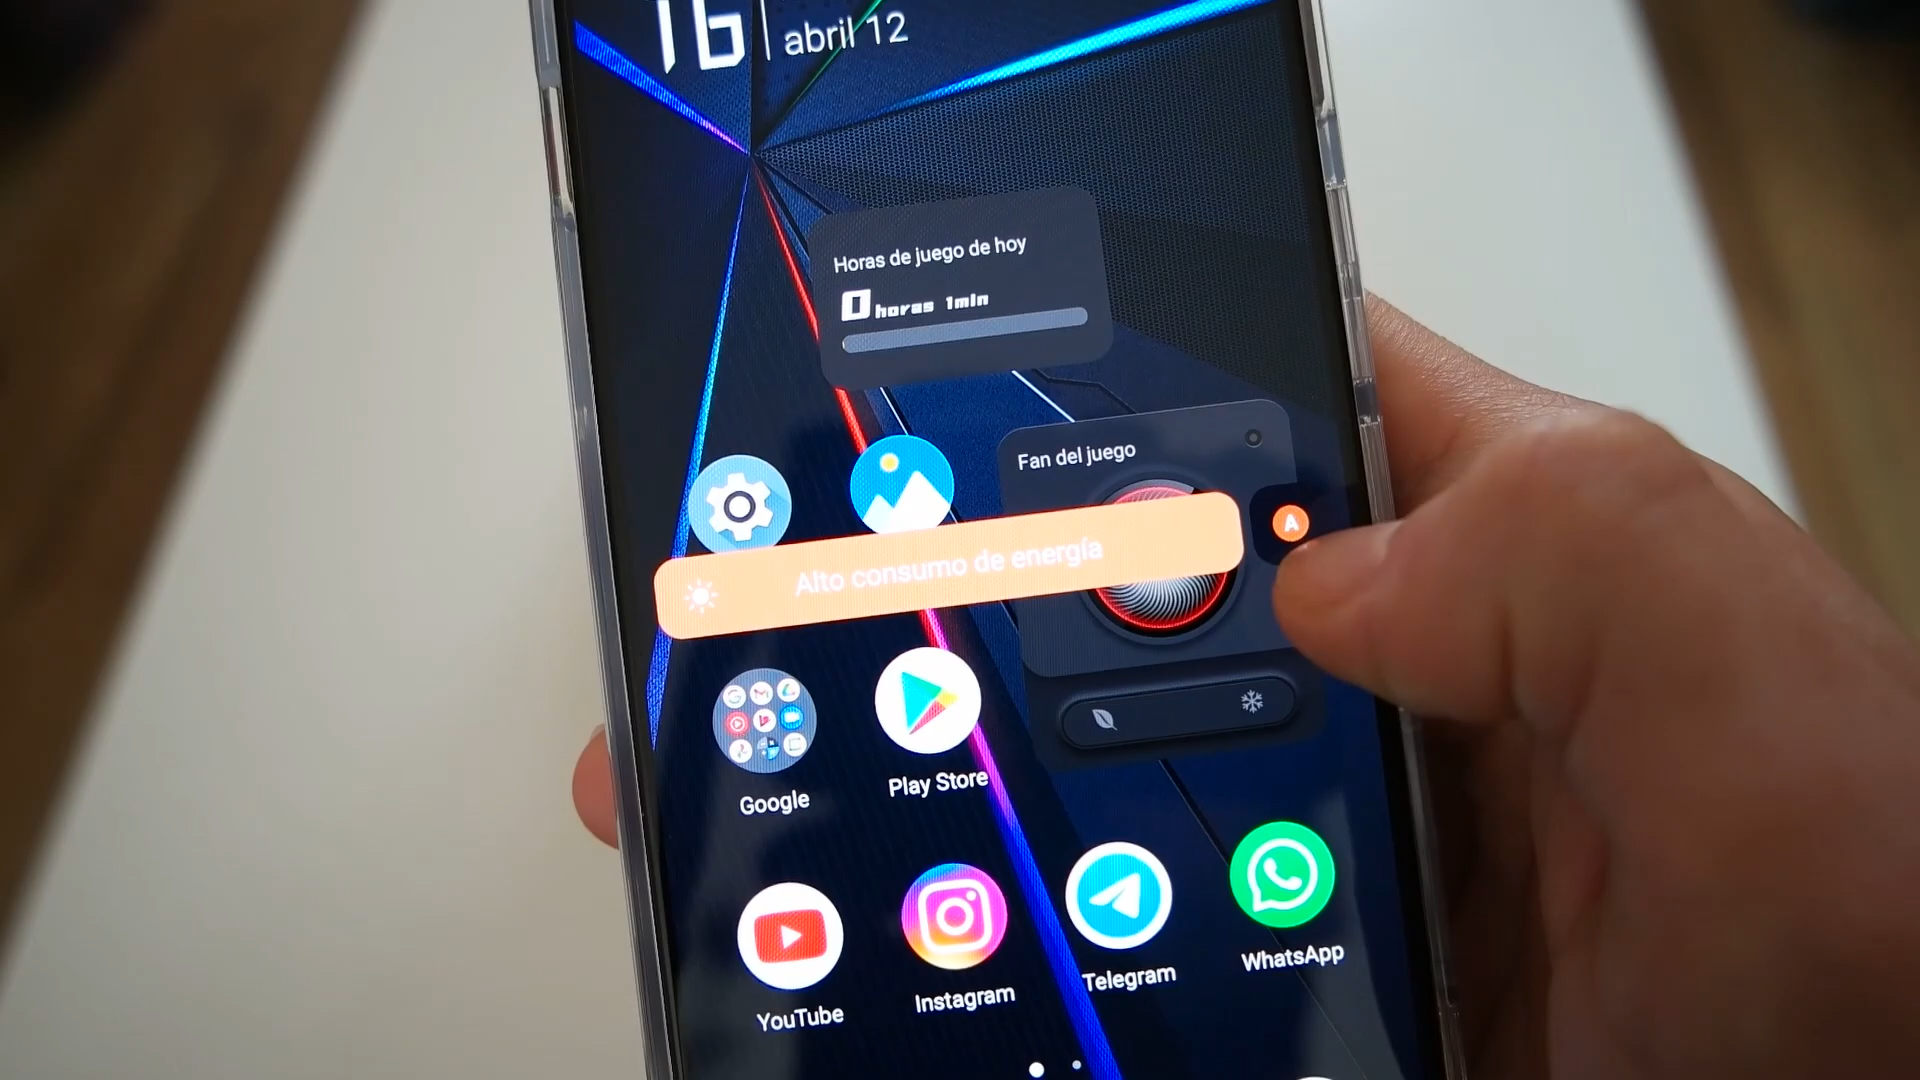 16
abril 12
Horas de juego de hoy
0 horas 1min
Fan del juego
A
Alto consumo de energía
Google
Play Store
YouTube
Instagram
Telegram
WhatsApp